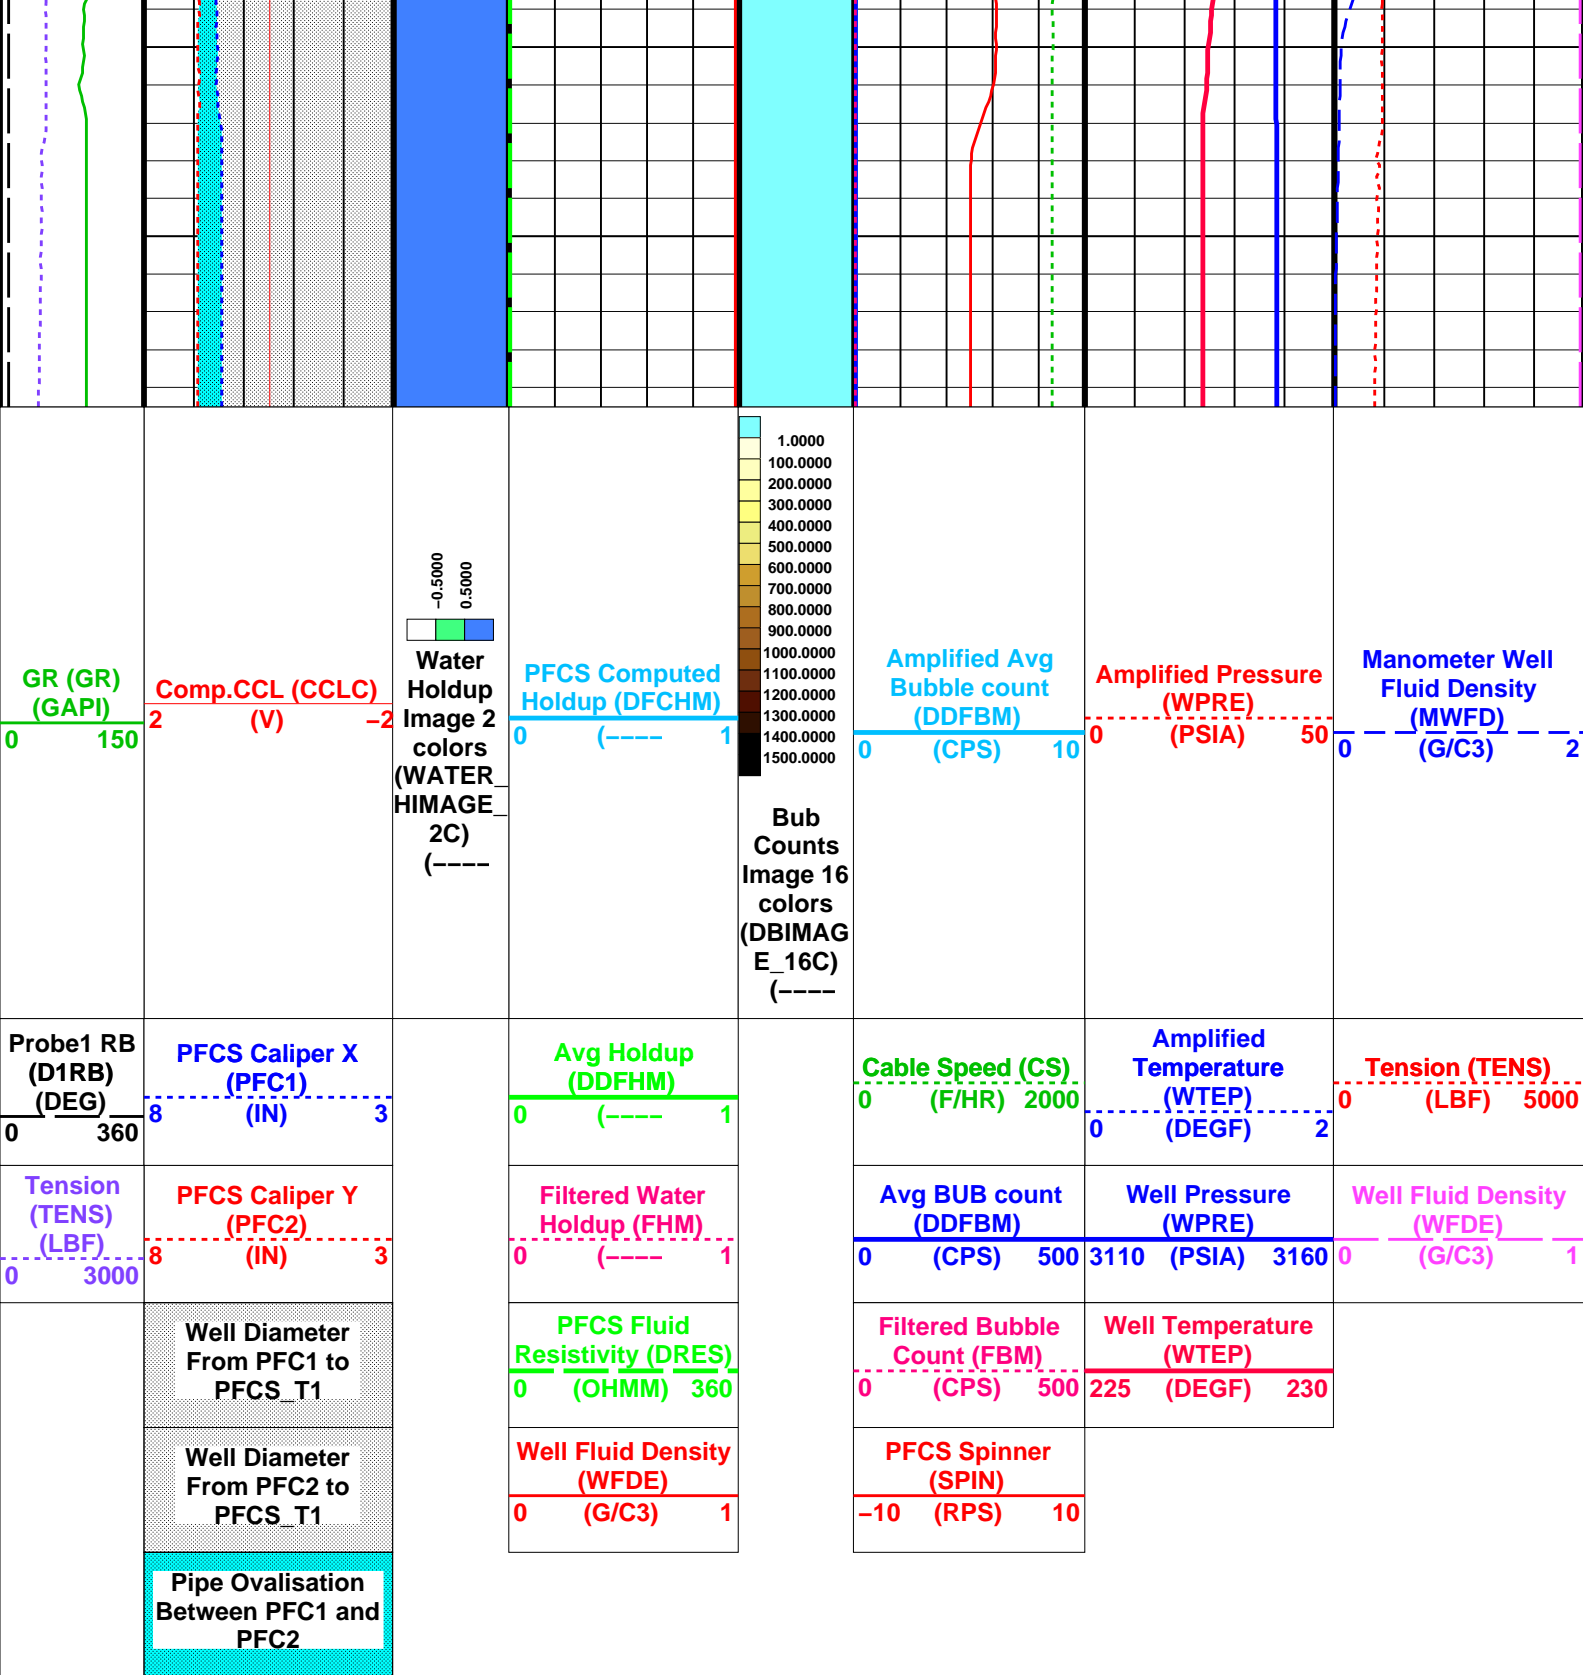 GR (GR)
(GAPI)
0 150
Comp.CCL (CCLC)
2 (V) −2
−0.5000
0.5000
Water
Holdup
Image 2
colors
(WATER_
HIMAGE_
2C)
(−−−−
PFCS Computed
Holdup (DFCHM)
0 (−−−− 1
1.0000
100.0000
200.0000
300.0000
400.0000
500.0000
600.0000
700.0000
800.0000
900.0000
1000.0000
1100.0000
1200.0000
1300.0000
1400.0000
1500.0000
Bub
Counts
Image 16
colors
(DBIMAG
E_16C)
(−−−−
Amplified Avg
Bubble count
(DDFBM)
0 (CPS) 10
Amplified Pressure
(WPRE)
0 (PSIA) 50
Manometer Well
Fluid Density
(MWFD)
0 (G/C3) 2
Probe1 RB
(D1RB)
(DEG)
0 360
PFCS Caliper X
(PFC1)
8 (IN) 3
Avg Holdup
(DDFHM)
0 (−−−− 1
Cable Speed (CS)
0 (F/HR) 2000
Amplified
Temperature
(WTEP)
0 (DEGF) 2
Tension (TENS)
0 (LBF) 5000
Tension
(TENS)
(LBF)
0 3000
PFCS Caliper Y
(PFC2)
8 (IN) 3
Filtered Water
Holdup (FHM)
0 (−−−− 1
Avg BUB count
(DDFBM)
0 (CPS) 500
Well Pressure
(WPRE)
3110 (PSIA) 3160
Well Fluid Density
(WFDE)
0 (G/C3) 1
Well Diameter
From PFC1 to
PFCS_T1
PFCS Fluid
Resistivity (DRES)
0 (OHMM) 360
Filtered Bubble
Count (FBM)
0 (CPS) 500
Well Temperature
(WTEP)
225 (DEGF) 230
Well Diameter
From PFC2 to
PFCS_T1
Well Fluid Density
(WFDE)
0 (G/C3) 1
PFCS Spinner
(SPIN)
−10 (RPS) 10
Pipe Ovalisation
Between PFC1 and
PFC2